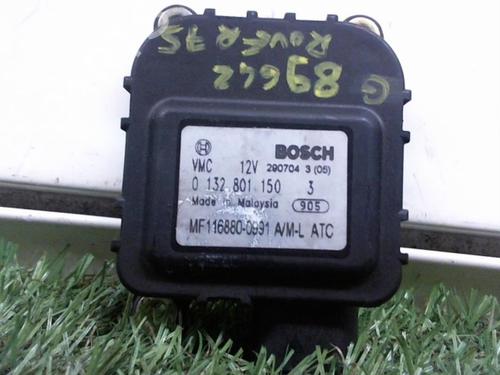 G 89642
ROVER 75
BOSCH
VMC 12V 290704 3 (05)
0 132 801 150 3
Made in Malaysia 905
MF116880-0991 A/M-L ATC